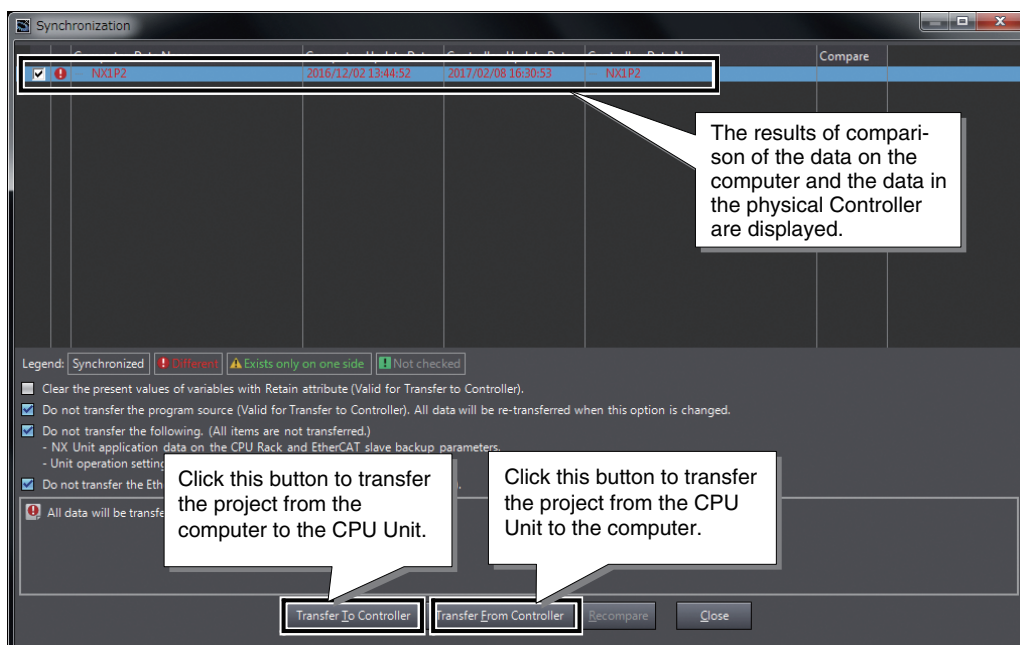 Synchronization
Compare
NX1P2 2016/12/02 13:44:52 2017/02/08 16:30:53 NX1P2
The results of compari-
son of the data on the
computer and the data in
the physical Controller
are displayed.
Legend: Synchronized Different Exists only on one side Not checked
Clear the present values of variables with Retain attribute (Valid for Transfer to Controller).
Do not transfer the program source (Valid for Transfer to Controller). All data will be re-transferred when this option is changed.
Do not transfer the following. (All items are not transferred.)
- NX Unit application data on the CPU Rack and EtherCAT slave backup parameters.
- Unit operation setting
Do not transfer the Eth
All data will be transfe
Click this button to transfer
the project from the
computer to the CPU Unit.
Click this button to transfer
the project from the CPU
Unit to the computer.
Transfer To Controller Transfer From Controller Recompare Close